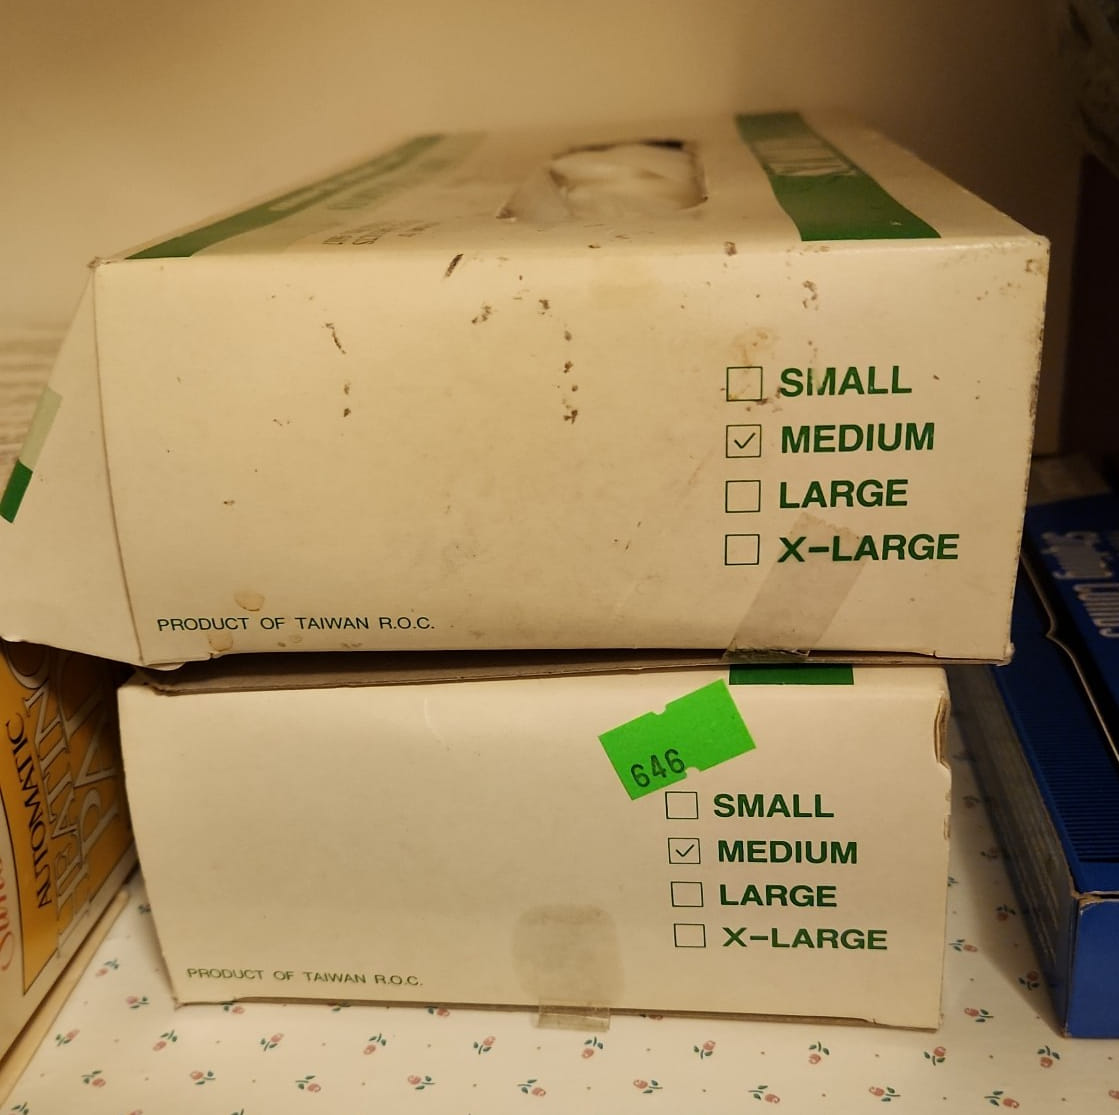 SMALL
MEDIUM
LARGE
X-LARGE
PRODUCT OF TAIWAN R.O.C.
646
SMALL
MEDIUM
LARGE
X-LARGE
PRODUCT OF TAIWAN R.O.C.
AUTOMATIC